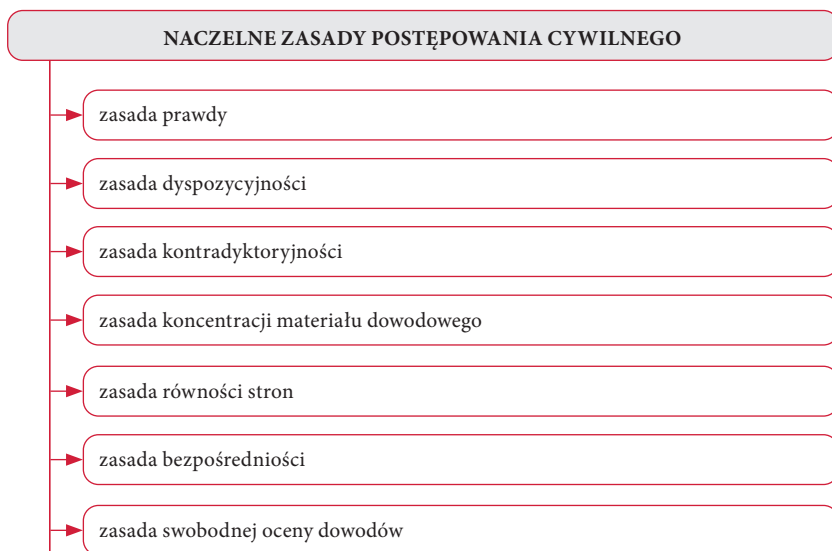 NACZELNE ZASADY POSTĘPOWANIA CYWILNEGO
zasada prawdy
zasada dyspozycyjności
zasada kontradyktoryjności
zasada koncentracji materiału dowodowego
zasada równości stron
zasada bezpośredniości
zasada swobodnej oceny dowodów